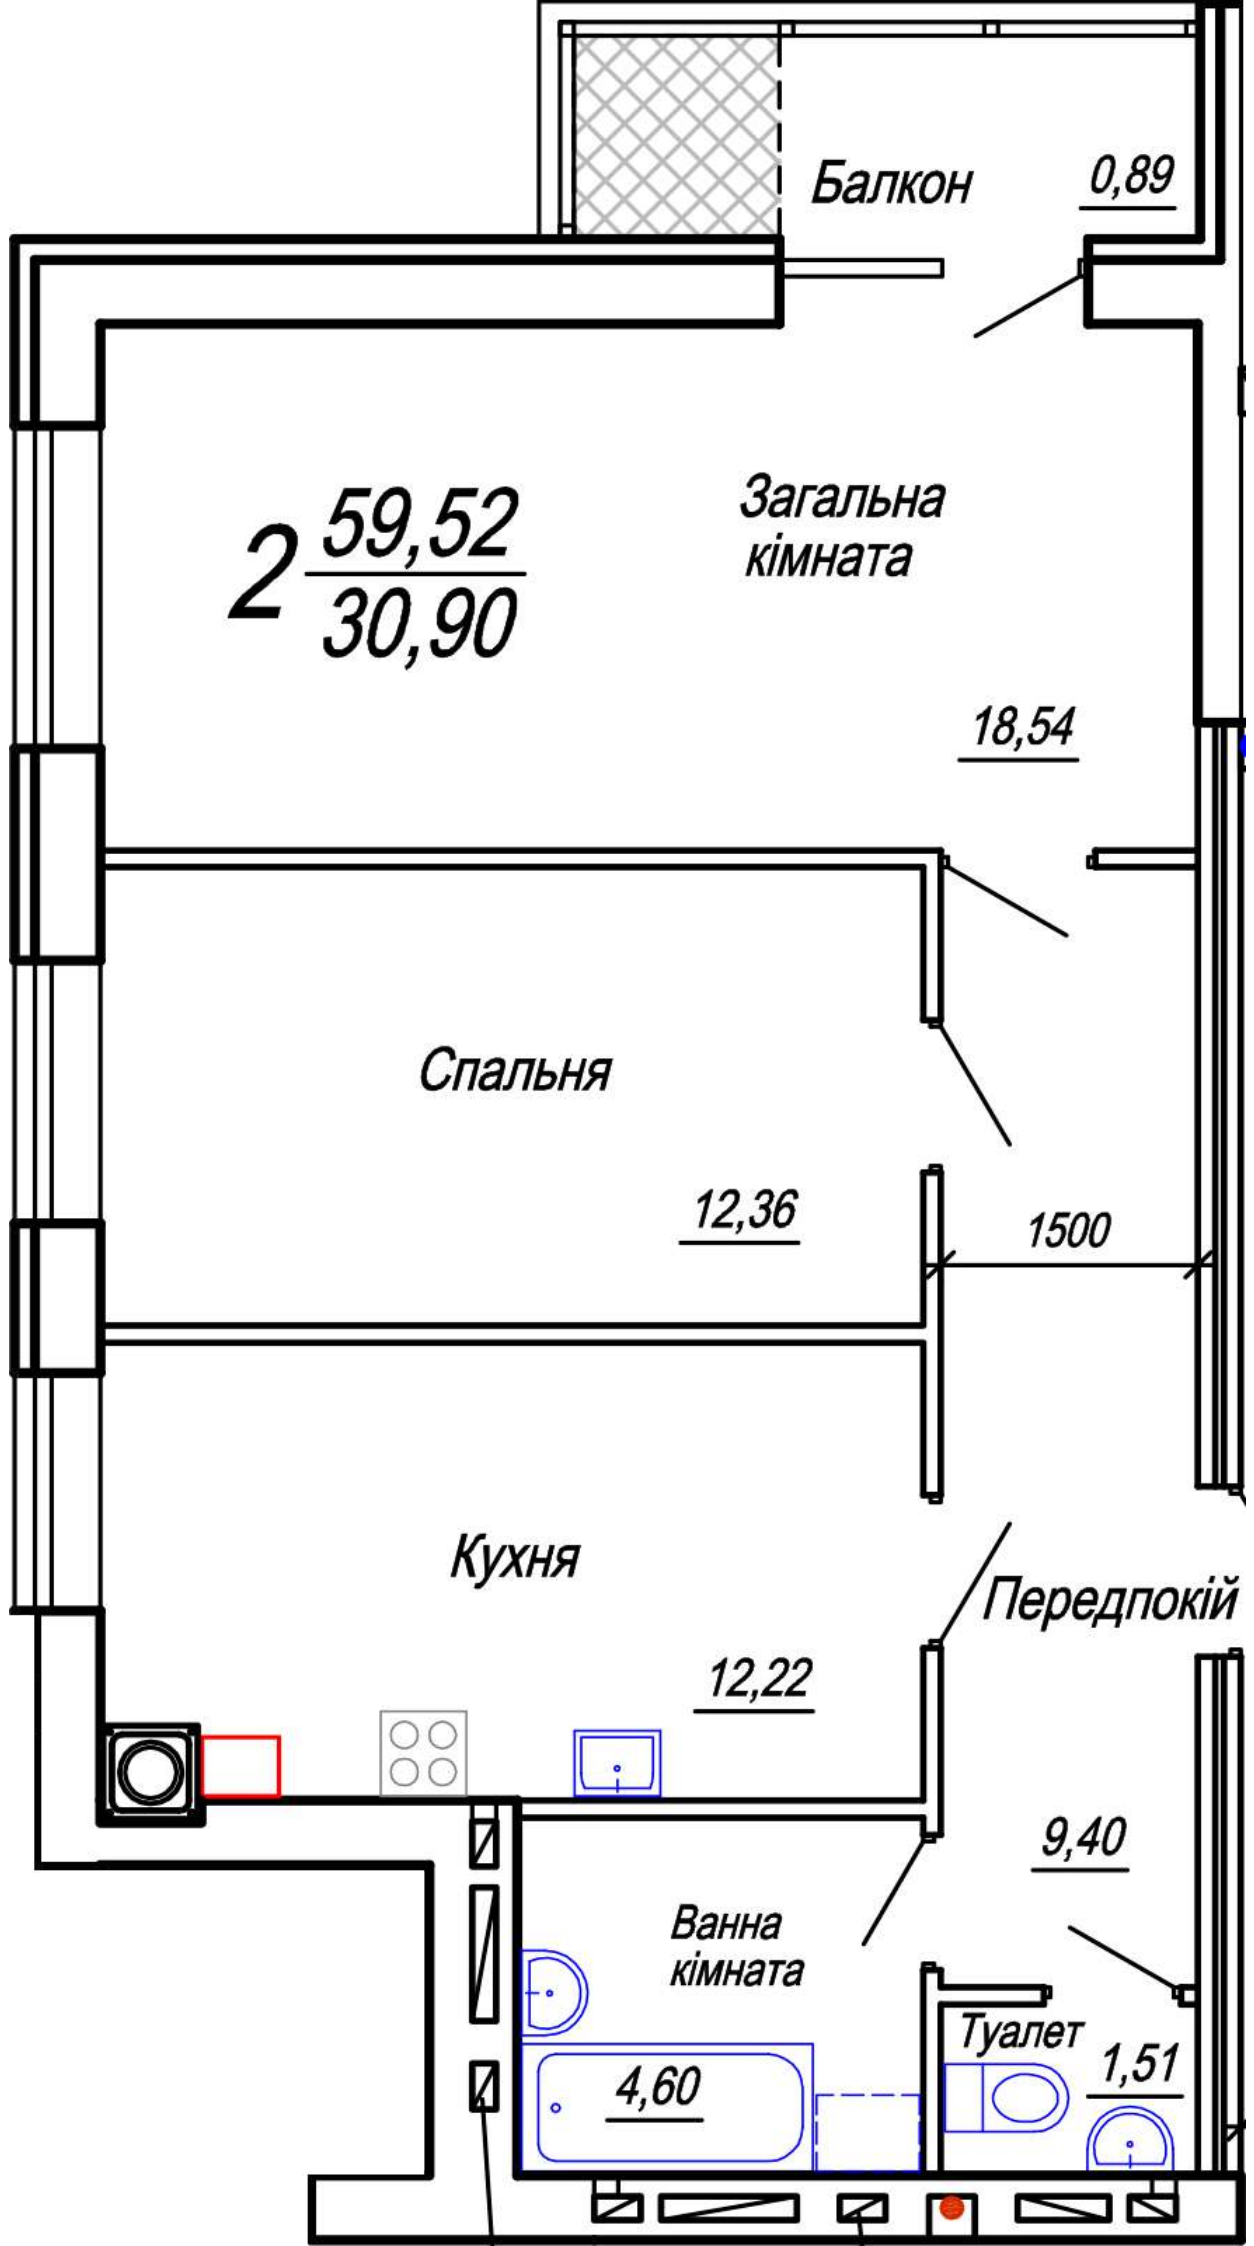 Балкон
0,89
2 59,52
30,90
Загальна
кімната
18,54
Спальня
12,36
1500
Кухня
12,22
Передпокій
9,40
Ванна
кімната
4,60
Туалет
1,51